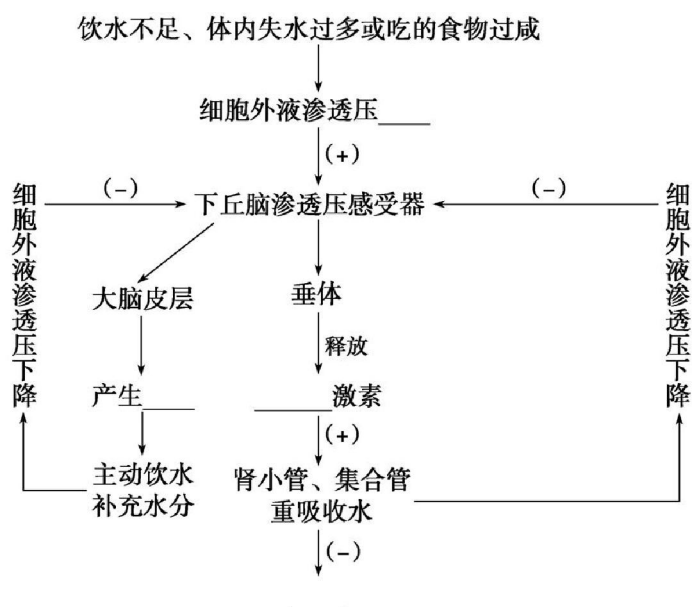 饮水不足、体内失水过多或吃的食物过咸
细胞外液渗透压____
(+)
(-)
(-)
细胞外液渗透压下降
下丘脑渗透压感受器
细胞外液渗透压下降
大脑皮层
垂体
释放
产生____
______激素
(+)
主动饮水
补充水分
肾小管、集合管
重吸收水
(-)